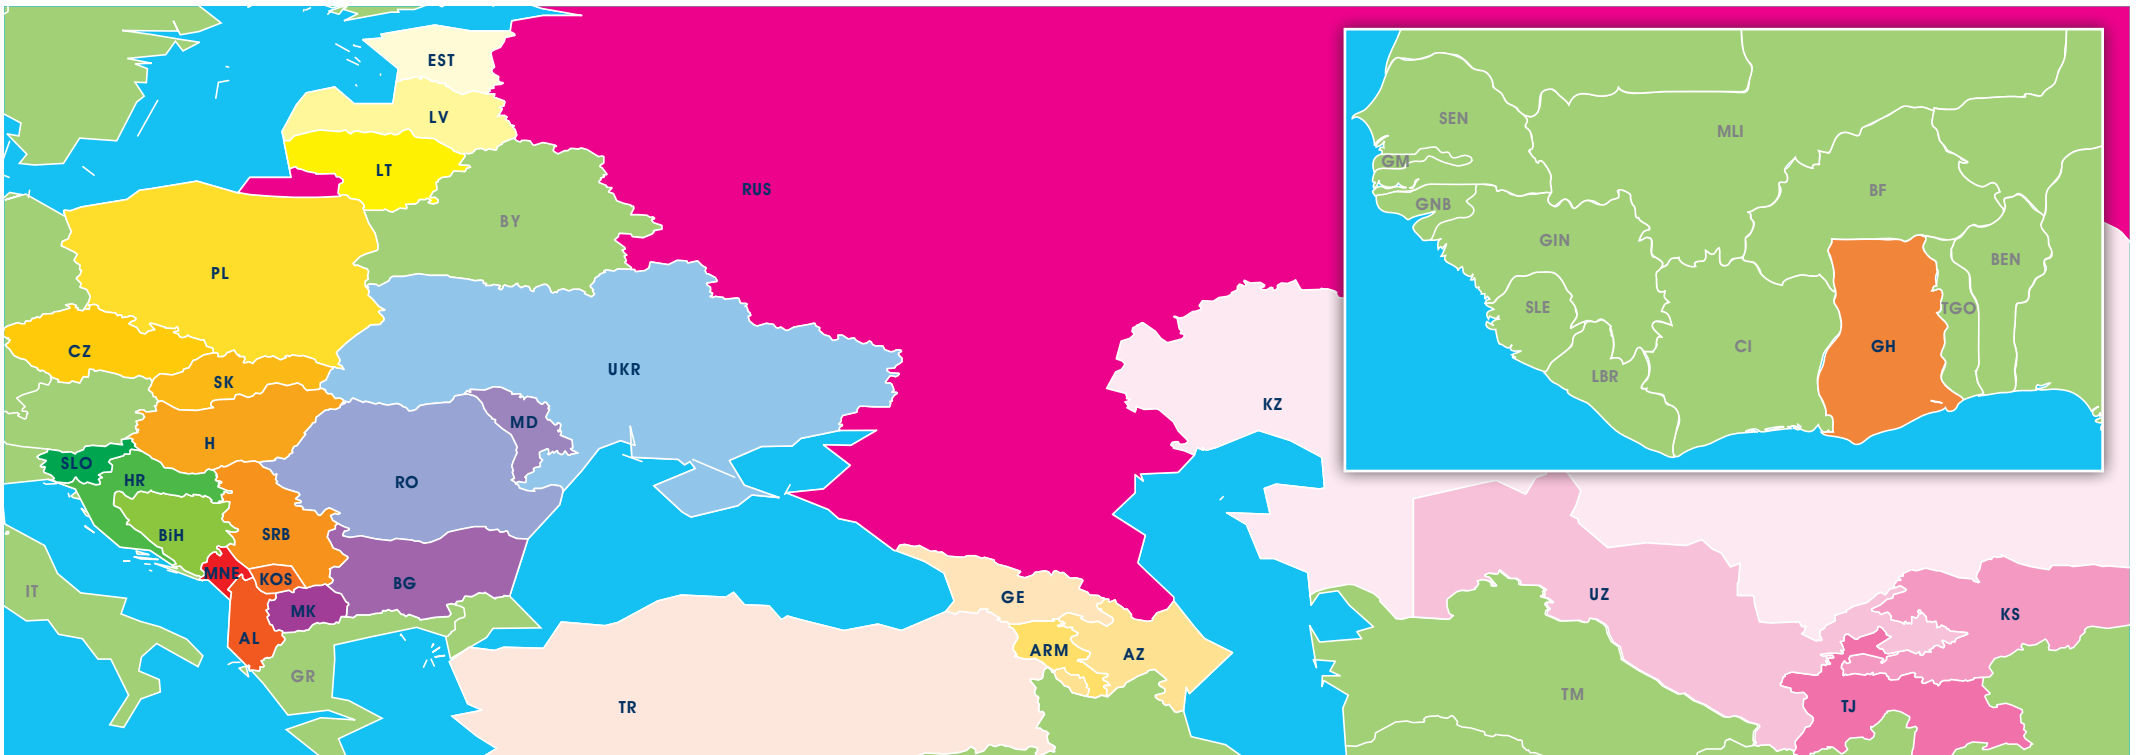 EST
LV
LT
RUS
BY
PL
CZ
SK
UKR
KZ
MD
H
SLO
HR
RO
BiH
SRB
MNE
KOS
BG
MK
AL
IT
GR
GE
ARM
AZ
TR
UZ
KS
TM
TJ
SEN
MLI
GM
GNB
BF
GIN
BEN
SLE
TGO
CI
GH
LBR